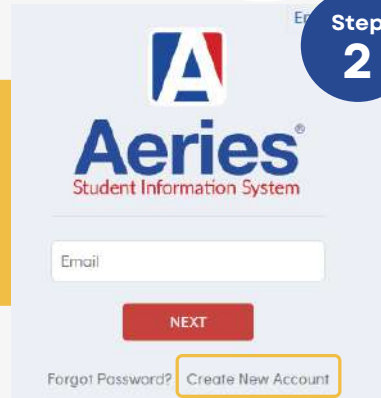 Step
2
Aeries®
Student Information System
Email
NEXT
Forgot Password? Create New Account